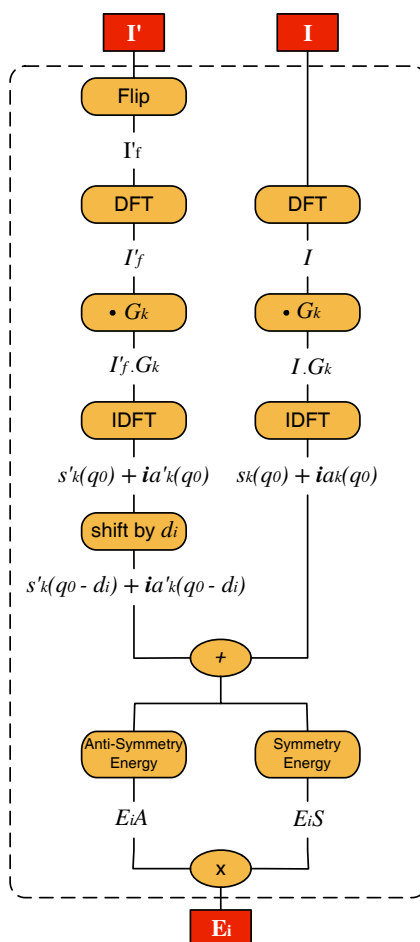 I' I
Flip
I'f
DFT DFT
I'f I
• Gk • Gk
I'f.Gk I.Gk
IDFT IDFT
s'k(q0) + ia'k(q0) sk(q0) + iak(q0)
shift by di
s'k(q0 - di) + ia'k(q0 - di)
+
Anti-Symmetry Symmetry
Energy Energy
EiA EiS
x
Ei